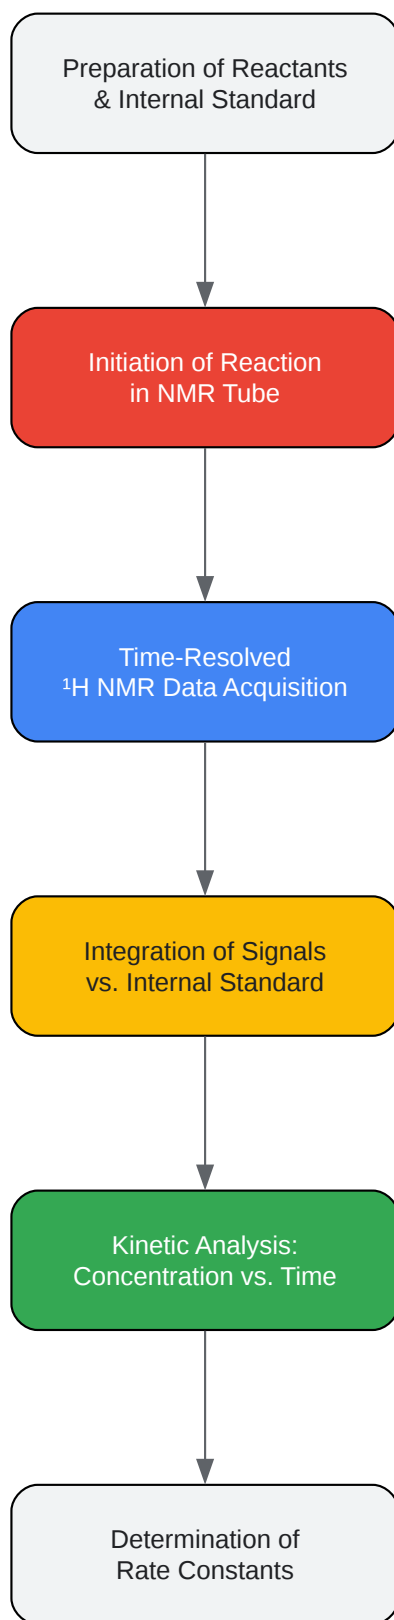 Preparation of Reactants
& Internal Standard
Initiation of Reaction
in NMR Tube
Time-Resolved
¹H NMR Data Acquisition
Integration of Signals
vs. Internal Standard
Kinetic Analysis:
Concentration vs. Time
Determination of
Rate Constants